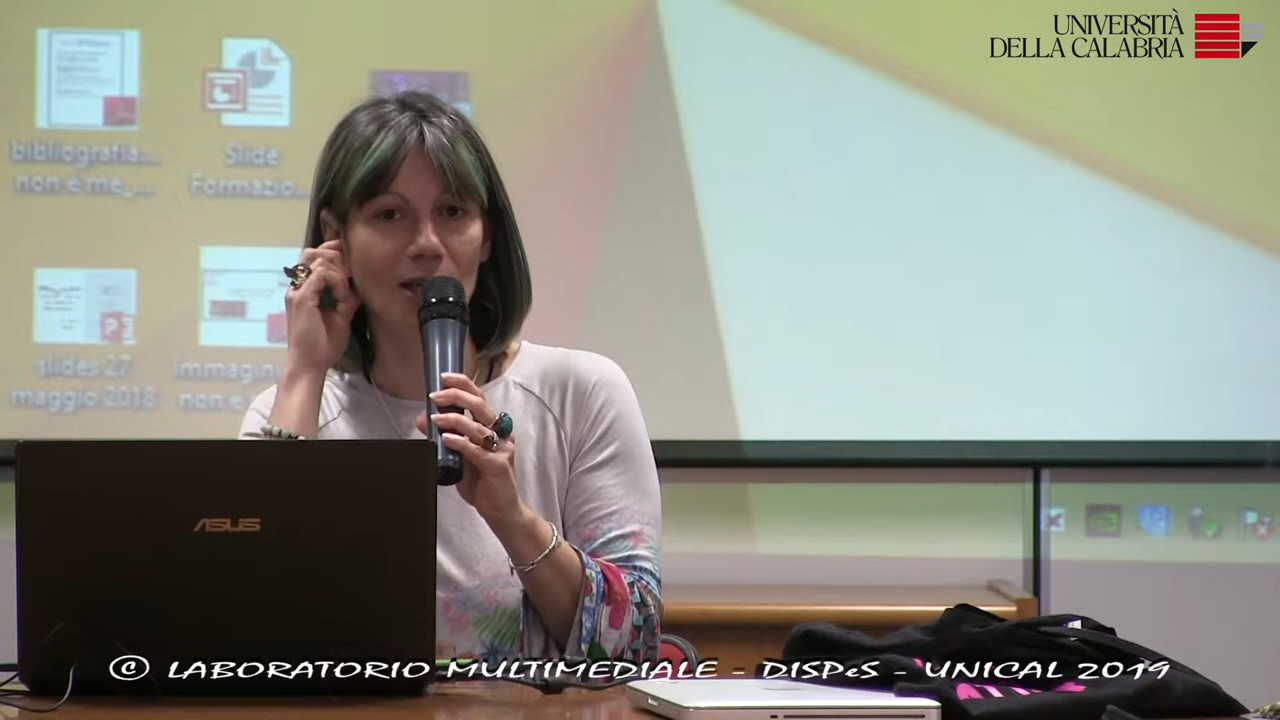 UNIVERSITÀ
DELLA CALABRIA
bibliografia...
non è me_...
Slide
Formazio...
slides 27
maggio 2018
immagin
non è
ASUS
© LABORATORIO MULTIMEDIALE - DISPeS - UNICAL 2019